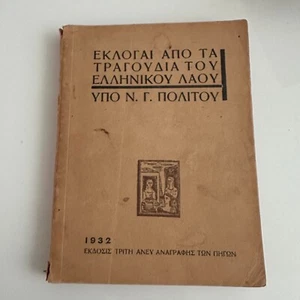 ΕΚΛΟΓΑΙ ΑΠΟ ΤΑ
ΤΡΑΓΟΥΔΙΑ ΤΟΥ
ΕΛΛΗΝΙΚΟΥ ΛΑΟΥ
ΥΠΟ Ν. Γ. ΠΟΛΙΤΟΥ
1932
ΕΚΔΟΣΙΣ ΤΡΙΤΗ ΑΝΕΥ ΑΝΑΓΡΑΦΗΣ ΤΩΝ ΠΗΓΩΝ